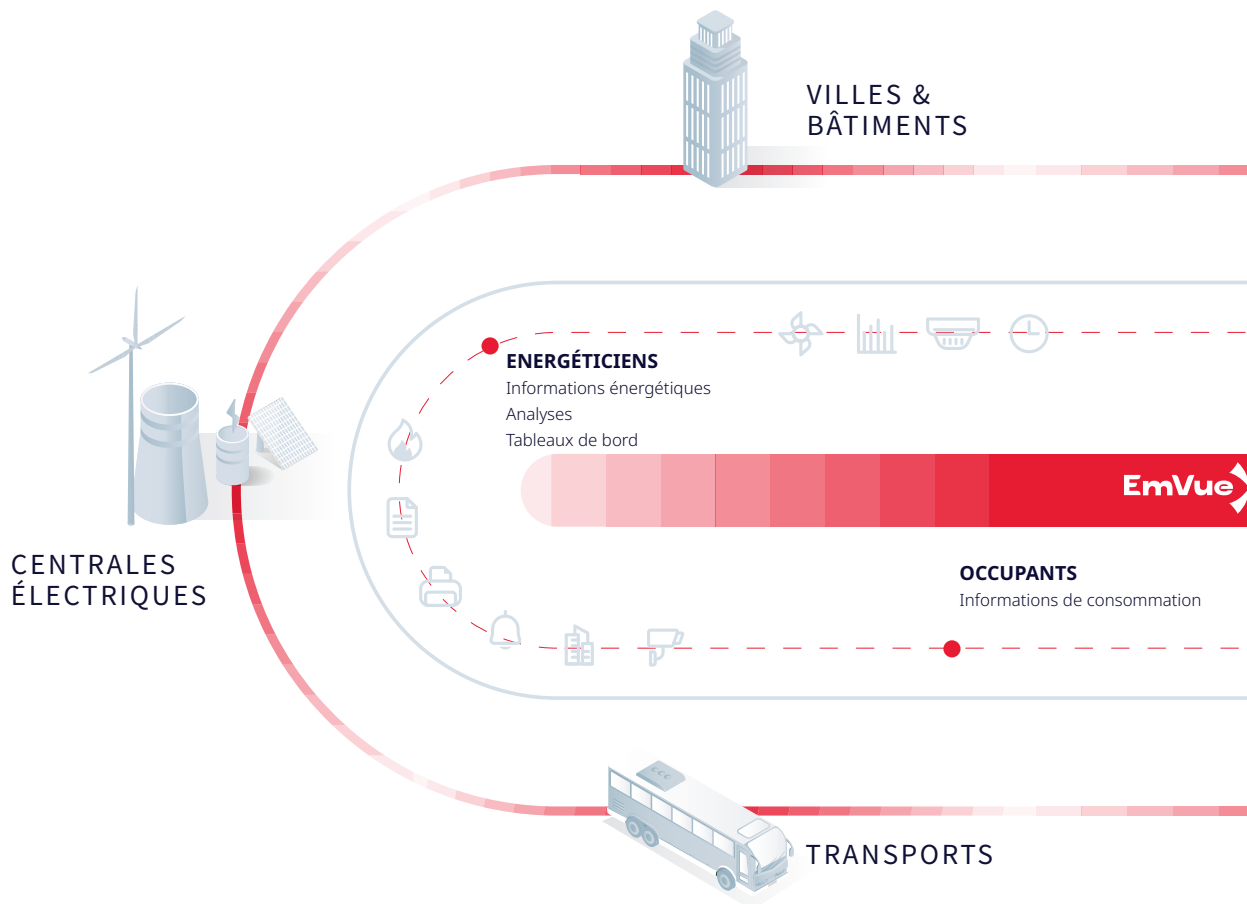 VILLES &
BÂTIMENTS
ENERGÉTICIENS
Informations énergétiques
Analyses
Tableaux de bord
EmVue
CENTRALES
ÉLECTRIQUES
OCCUPANTS
Informations de consommation
TRANSPORTS